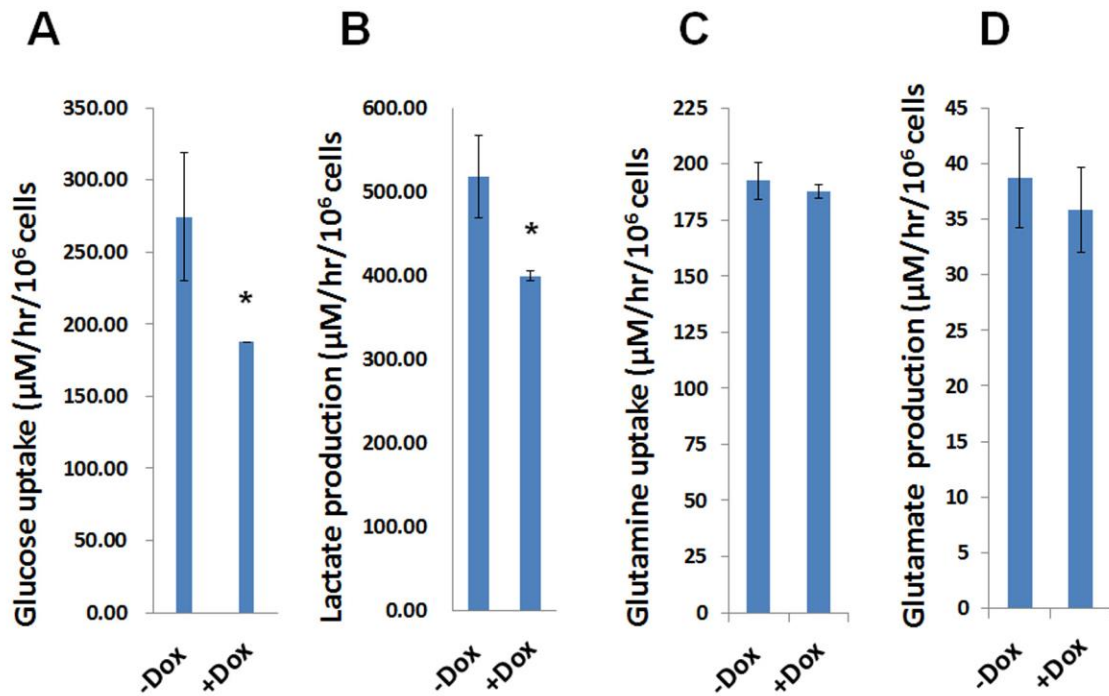 A
Glucose uptake (µM/hr/10⁶ cells
350.00
300.00
250.00
200.00
150.00
100.00
50.00
0.00
*
-Dox
+Dox
B
Lactate production (µM/hr/10⁶ cells
600.00
500.00
400.00
300.00
200.00
100.00
0.00
*
-Dox
+Dox
C
Glutamine uptake (µM/hr/10⁶ cells
225
200
175
150
125
100
75
50
25
0
-Dox
+Dox
D
Glutamate production (µM/hr/10⁶ cells
45
40
35
30
25
20
15
10
5
0
-Dox
+Dox